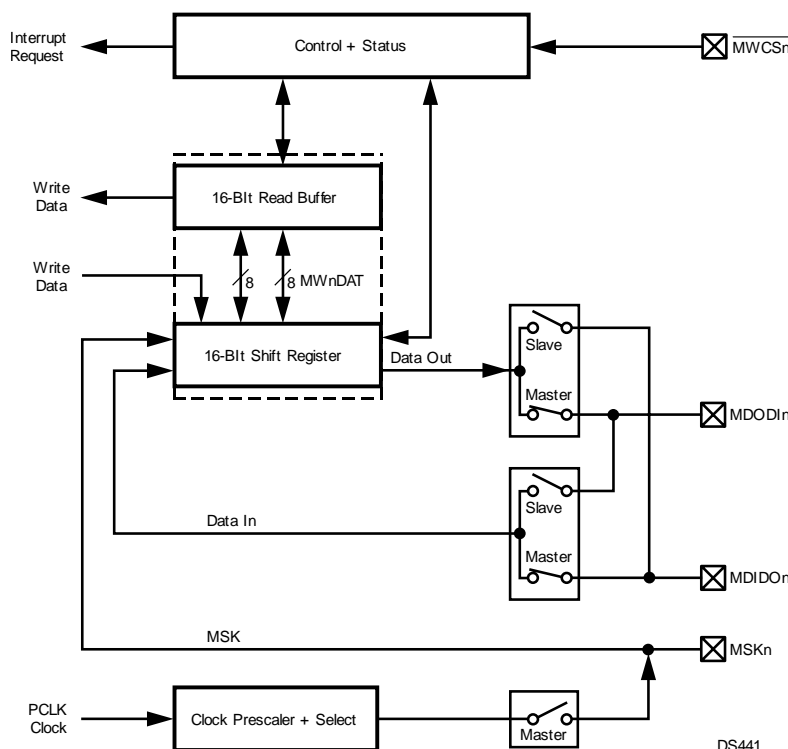 Interrupt
Request
Control + Status
MWCSn
Write
Data
16-BIt Read Buffer
8
8 MWnDAT
Write
Data
16-BIt Shift Register
Data Out
Slave
Master
MDODIn
Slave
Data In
Master
MDIDOn
MSK
MSKn
PCLK
Clock
Clock Prescaler + Select
Master
DS441